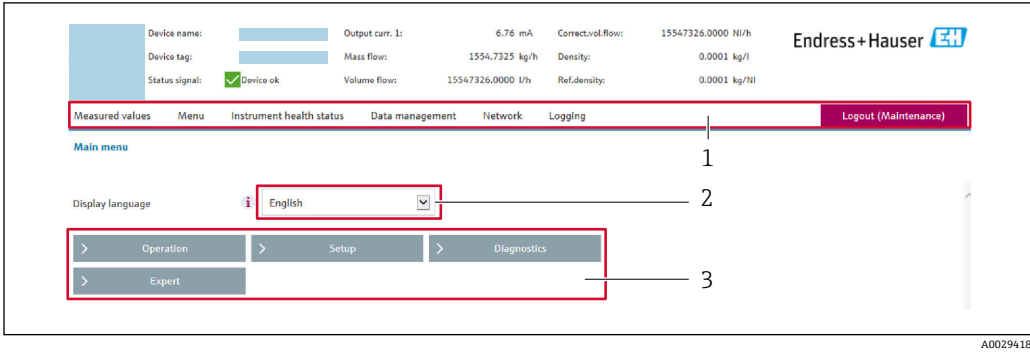 Device name: Output curr. 1: 6.76 mA Correct.vol.flow: 15547326.0000 Nl/h
Endress+Hauser EH
Device tag: Mass flow: 1554.7325 kg/h Density: 0.0001 kg/l
Status signal: Device ok Volume flow: 15547326.0000 l/h Ref.density: 0.0001 kg/Nl
Measured values Menu Instrument health status Data management Network Logging Logout (Maintenance)
1
Main menu
Display language i English 2
> Operation > Setup > Diagnostics
> Expert 3
A0029418